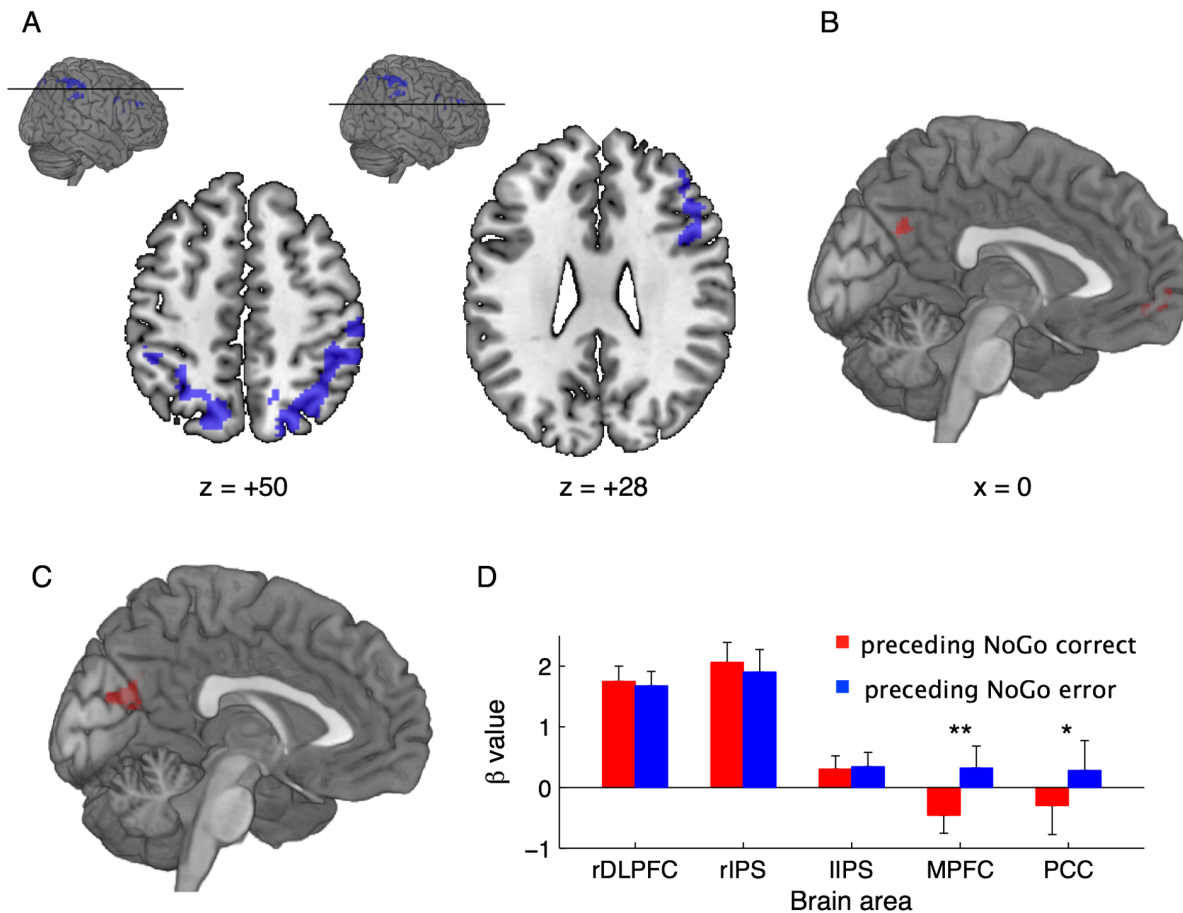 A
B
z = +50
z = +28
x = 0
C
D
preceding NoGo correct
preceding NoGo error
**
*
2
1
0
−1
β value
rDLPFC
rIPS
lIPS
MPFC
PCC
Brain area